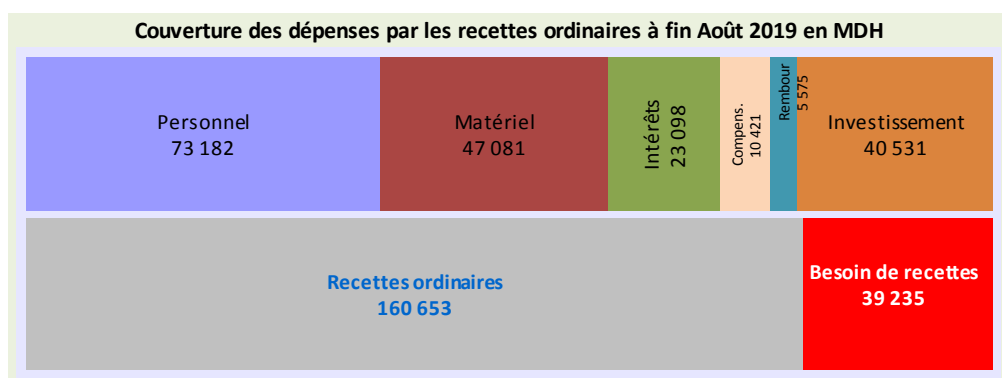 Couverture des dépenses par les recettes ordinaires à fin Août 2019 en MDH
Personnel
73 182
Matériel
47 081
Intérêts
23 098
Compens.
10 421
Rembour
5 575
Investissement
40 531
Recettes ordinaires
160 653
Besoin de recettes
39 235